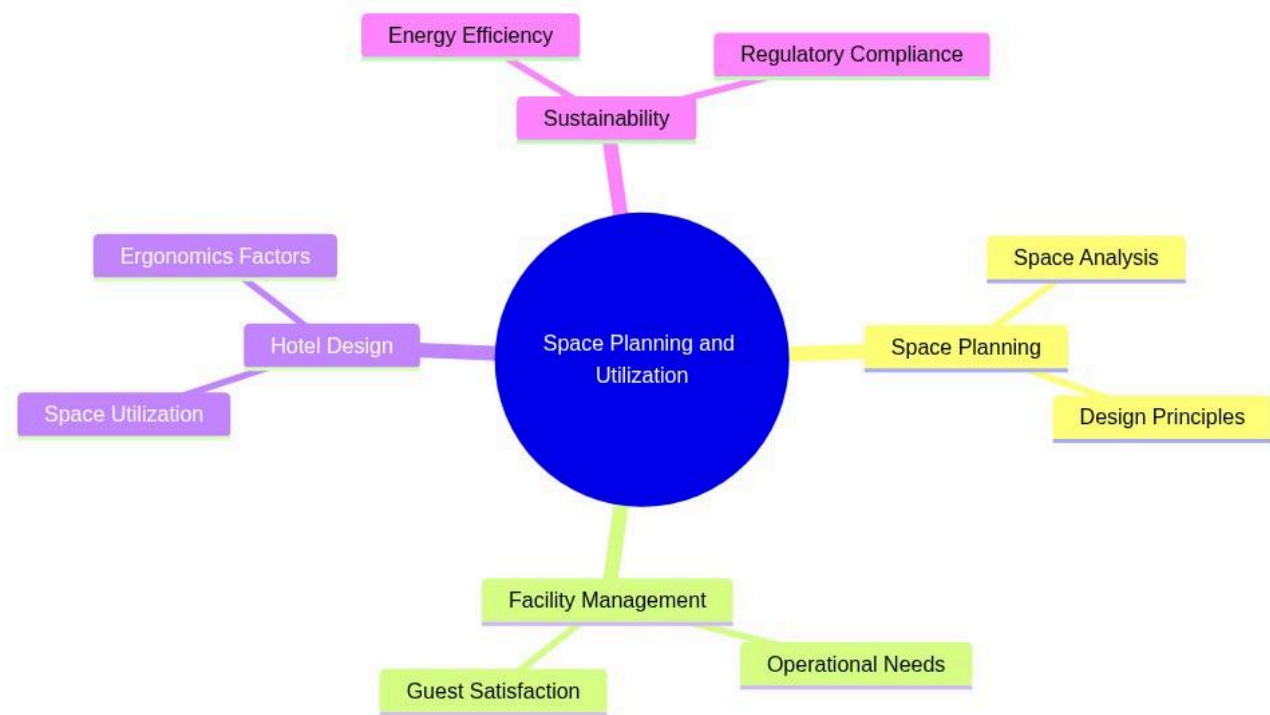 Energy Efficiency
Regulatory Compliance
Sustainability
Ergonomics Factors
Space Analysis
Hotel Design
Space Planning and
Utilization
Space Planning
Space Utilization
Design Principles
Facility Management
Operational Needs
Guest Satisfaction